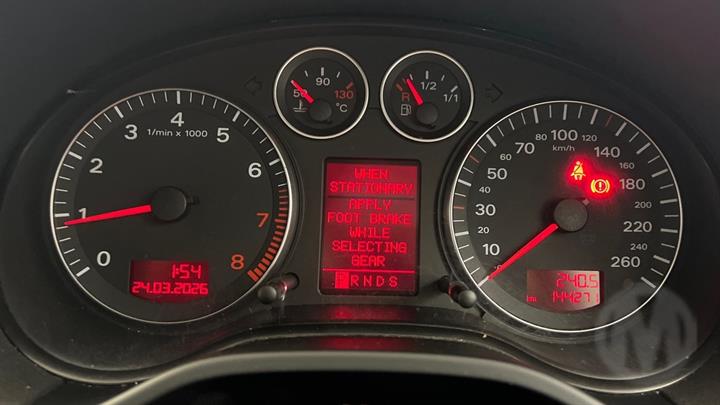 50 90 130 °C
R 1/2 1/1
1/min x 1000
0 1 2 3 4 5 6 7 8
1:54
24.03.2026
WHEN
STATIONARY
APPLY
FOOT BRAKE
WHILE
SELECTING
GEAR
PRNDS
km/h
10 20 30 40 50 60 70 80 100 120 140 160 180 200 220 240 260
240.5
km 144271
M